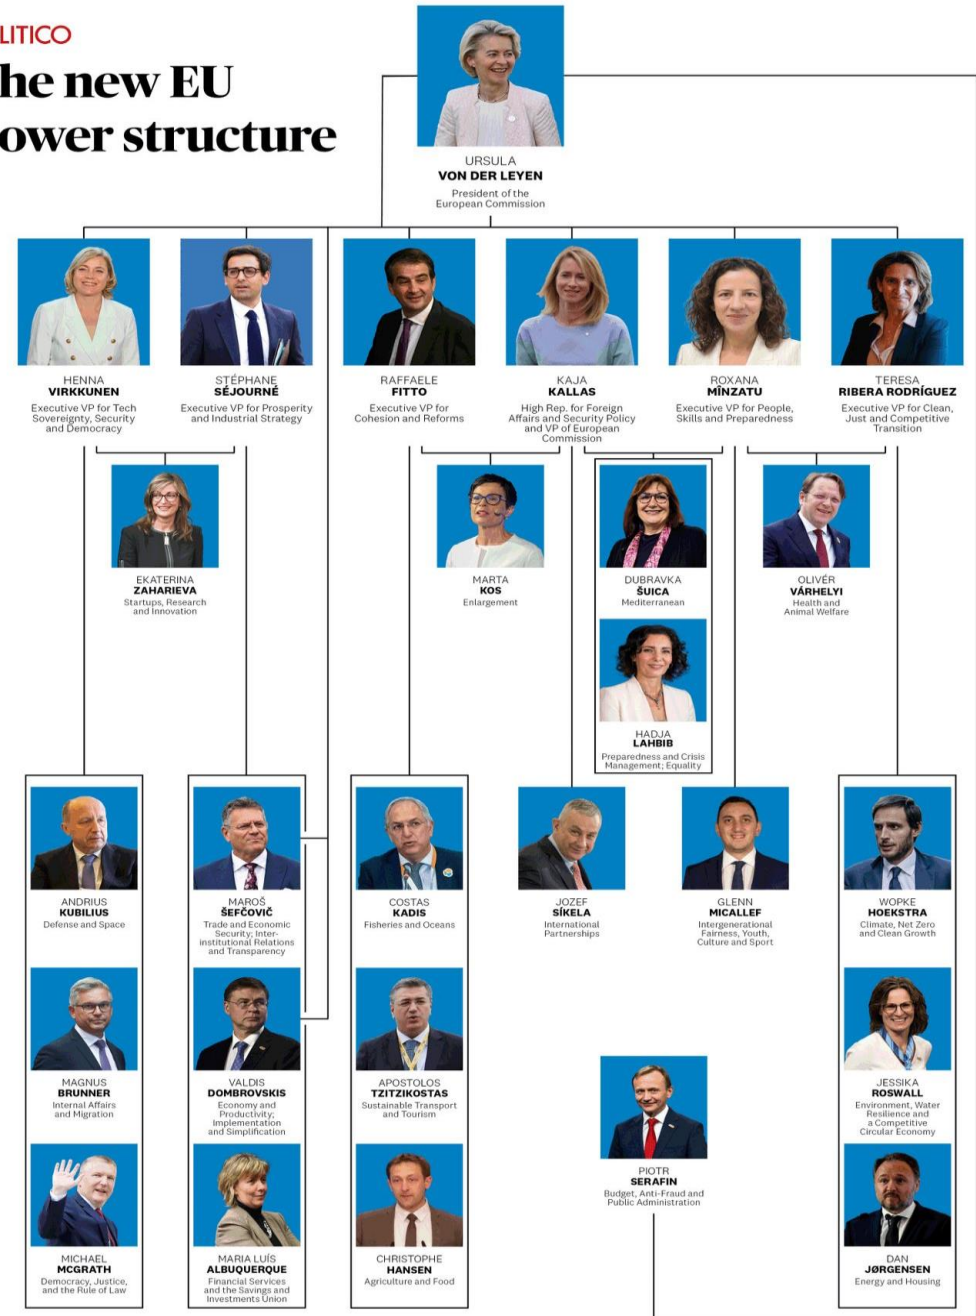 LITICO
he new EU
ower structure
URSULA
VON DER LEYEN
President of the
European Commission
HENNA
VIRKKUNEN
Executive VP for Tech
Sovereignty, Security
and Democracy
STÉPHANE
SÉJOURNÉ
Executive VP for Prosperity
and Industrial Strategy
RAFFAELE
FITTO
Executive VP for
Cohesion and Reforms
KAJA
KALLAS
High Rep. for Foreign
Affairs and Security Policy
and VP of European
Commission
ROXANA
MÎNZATU
Executive VP for People,
Skills and Preparedness
TERESA
RIBERA RODRÍGUEZ
Executive VP for Clean,
Just and Competitive
Transition
EKATERINA
ZAHARIEVA
Startups, Research
and Innovation
MARTA
KOS
Enlargement
DUBRAVKA
ŠUICA
Mediterranean
OLIVÉR
VÁRHELYI
Health and
Animal Welfare
HADJA
LAHBIB
Preparedness and Crisis
Management; Equality
ANDRIUS
KUBILIUS
Defense and Space
MAROŠ
ŠEFČOVIČ
Trade and Economic
Security; Inter-
institutional Relations
and Transparency
COSTAS
KADIS
Fisheries and Oceans
JOZEF
SÍKELA
International
Partnerships
GLENN
MICALLEF
Intergenerational
Fairness, Youth,
Culture and Sport
WOPKE
HOEKSTRA
Climate, Net Zero
and Clean Growth
MAGNUS
BRUNNER
Internal Affairs
and Migration
VALDIS
DOMBROVSKIS
Economy and
Productivity;
Implementation
and Simplification
APOSTOLOS
TZITZIKOSTAS
Sustainable Transport
and Tourism
PIOTR
SERAFIN
Budget, Anti-Fraud and
Public Administration
JESSIKA
ROSWALL
Environment, Water
Resilience and
a Competitive
Circular Economy
MICHAEL
MCGRATH
Democracy, Justice,
and the Rule of Law
MARIA LUÍS
ALBUQUERQUE
Financial Services
and the Savings and
Investments Union
CHRISTOPHE
HANSEN
Agriculture and Food
DAN
JØRGENSEN
Energy and Housing